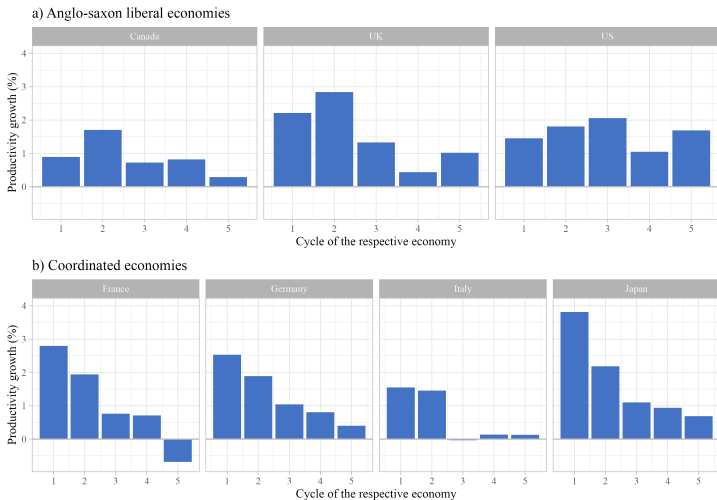 a) Anglo-saxon liberal economies
Canada UK US
Productivity growth (%)
4
3
2
1
0
1 2 3 4 5 1 2 3 4 5 1 2 3 4 5
Cycle of the respective economy
b) Coordinated economies
France Germany Italy Japan
Productivity growth (%)
4
3
2
1
0
1 2 3 4 5 1 2 3 4 5 1 2 3 4 5 1 2 3 4 5
Cycle of the respective economy